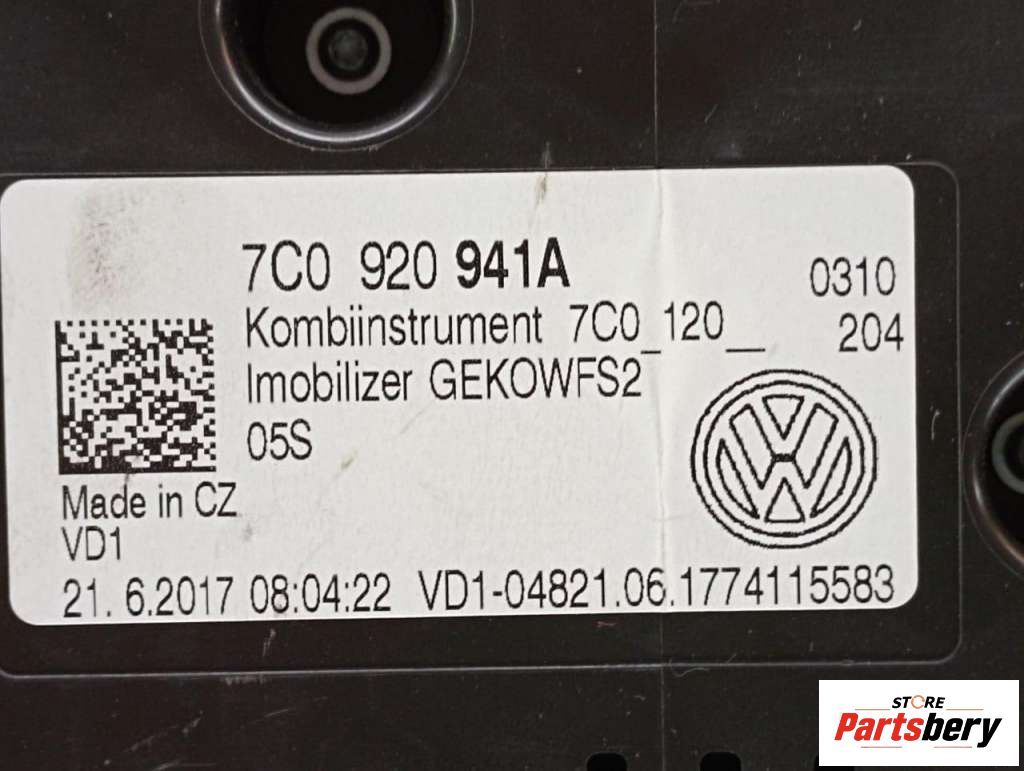 7C0 920 941A
0310
Kombiinstrument 7C0_120__
204
Imobilizer GEKOWFS2
05S
Made in CZ
VD1
21. 6.2017 08:04:22 VD1-04821.06.1774115583
STORE
Partsbery